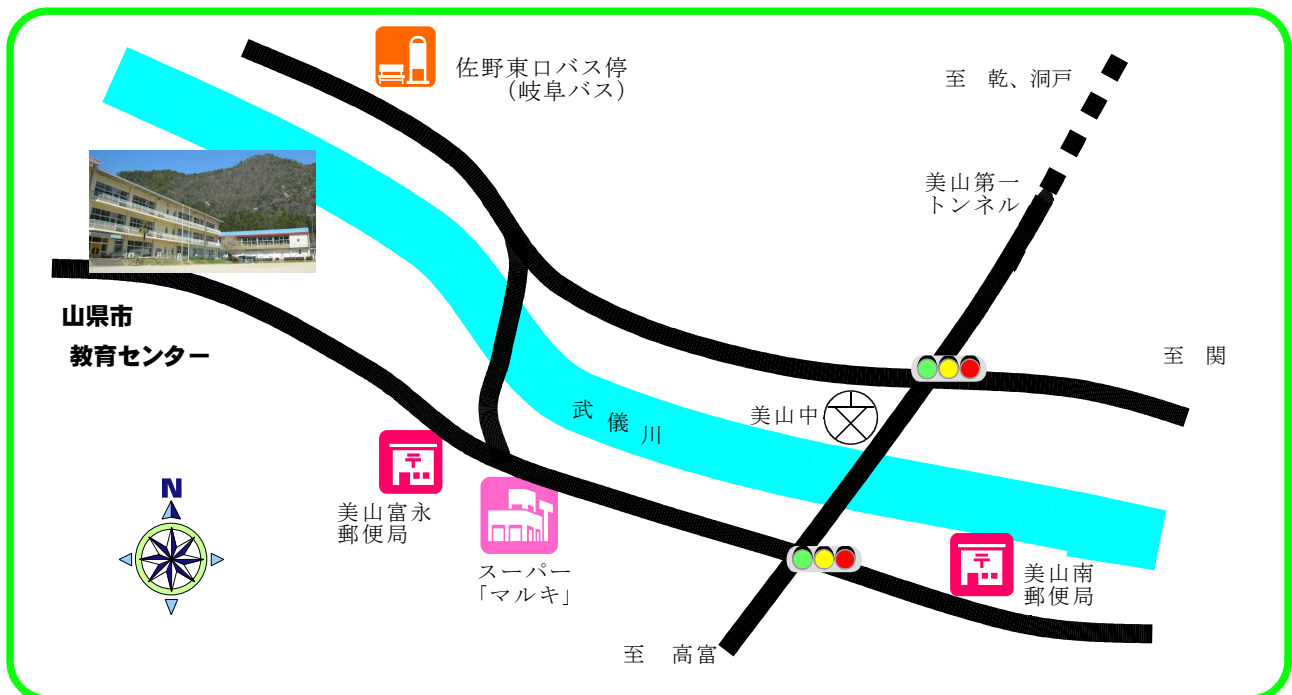 佐野東口バス停
（岐阜バス）
至　乾、洞戸
美山第一
トンネル
山県市
教育センター
至　関
美山中
武儀川
美山富永
郵便局
N
スーパー
「マルキ」
美山南
郵便局
至　高富